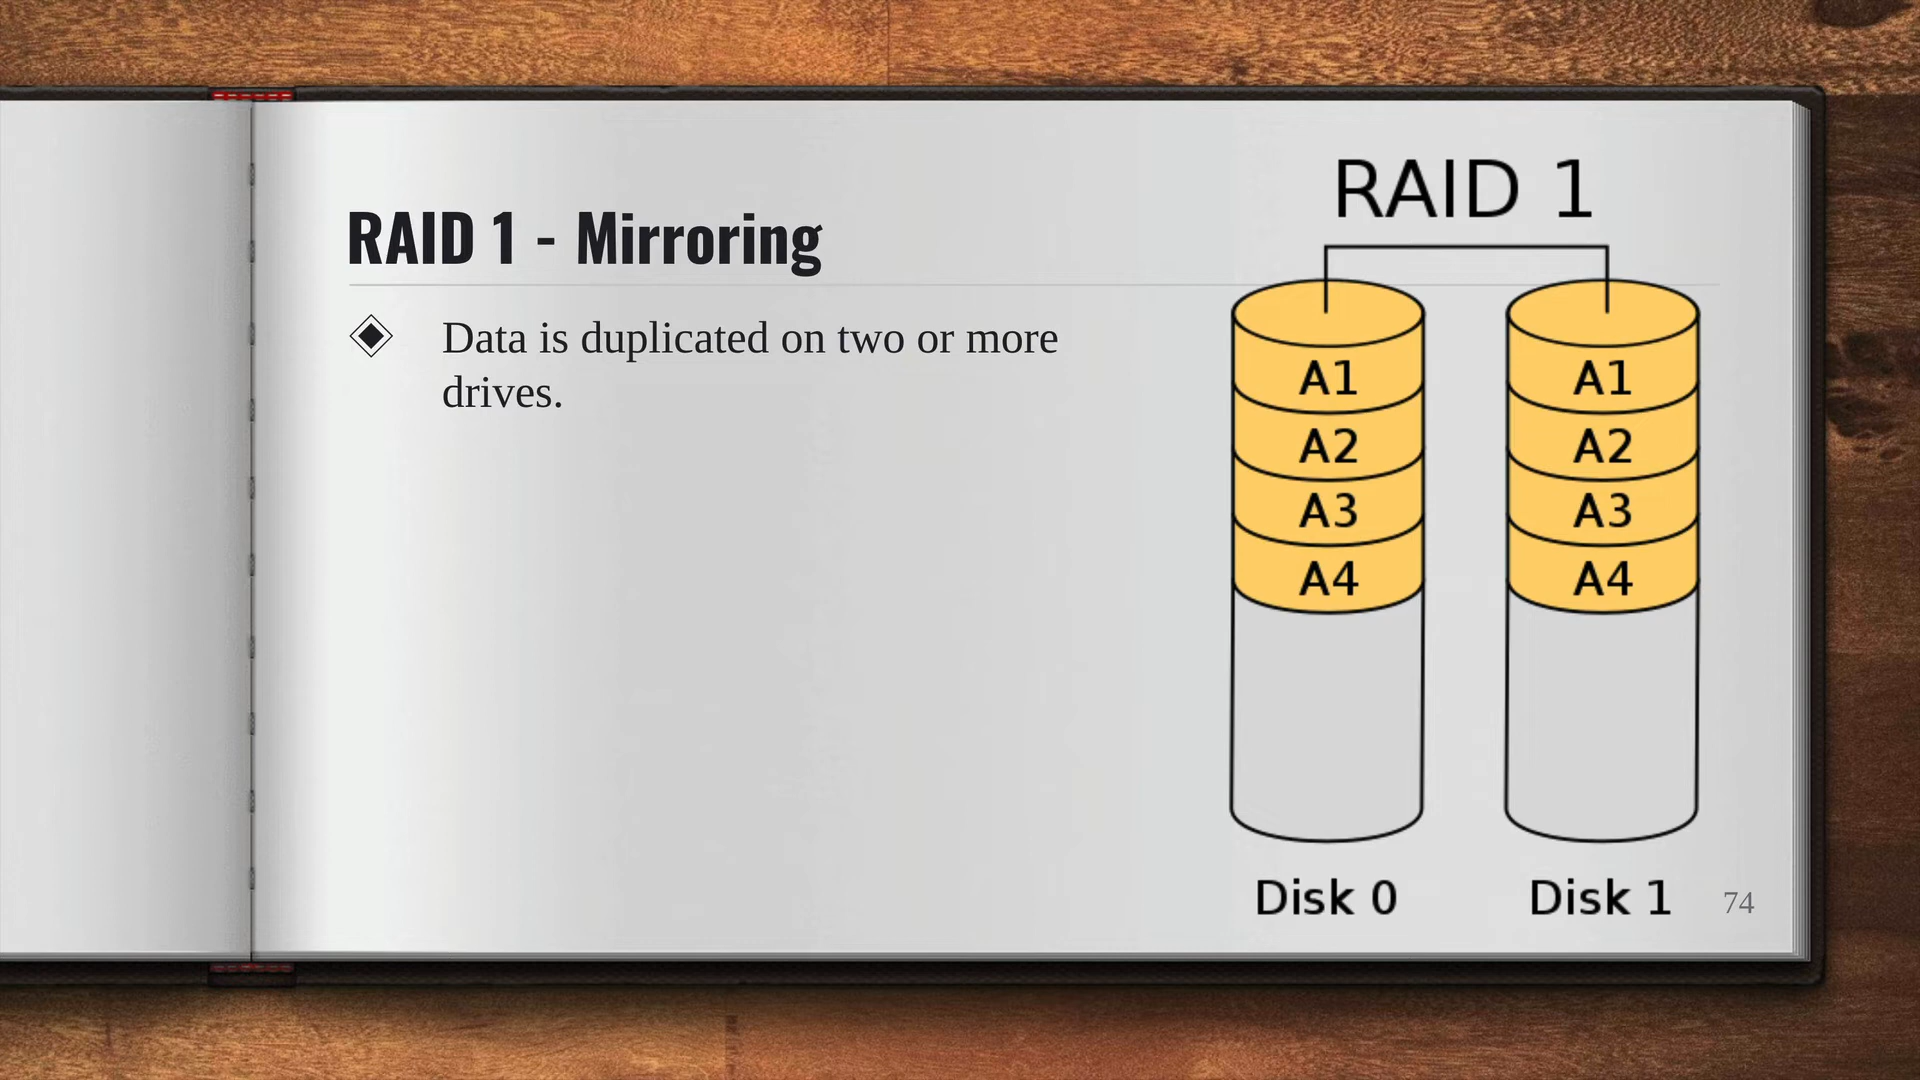 RAID 1 - Mirroring
Data is duplicated on two or more
drives.
RAID 1
A1 A1
A2 A2
A3 A3
A4 A4
Disk 0 Disk 1
74